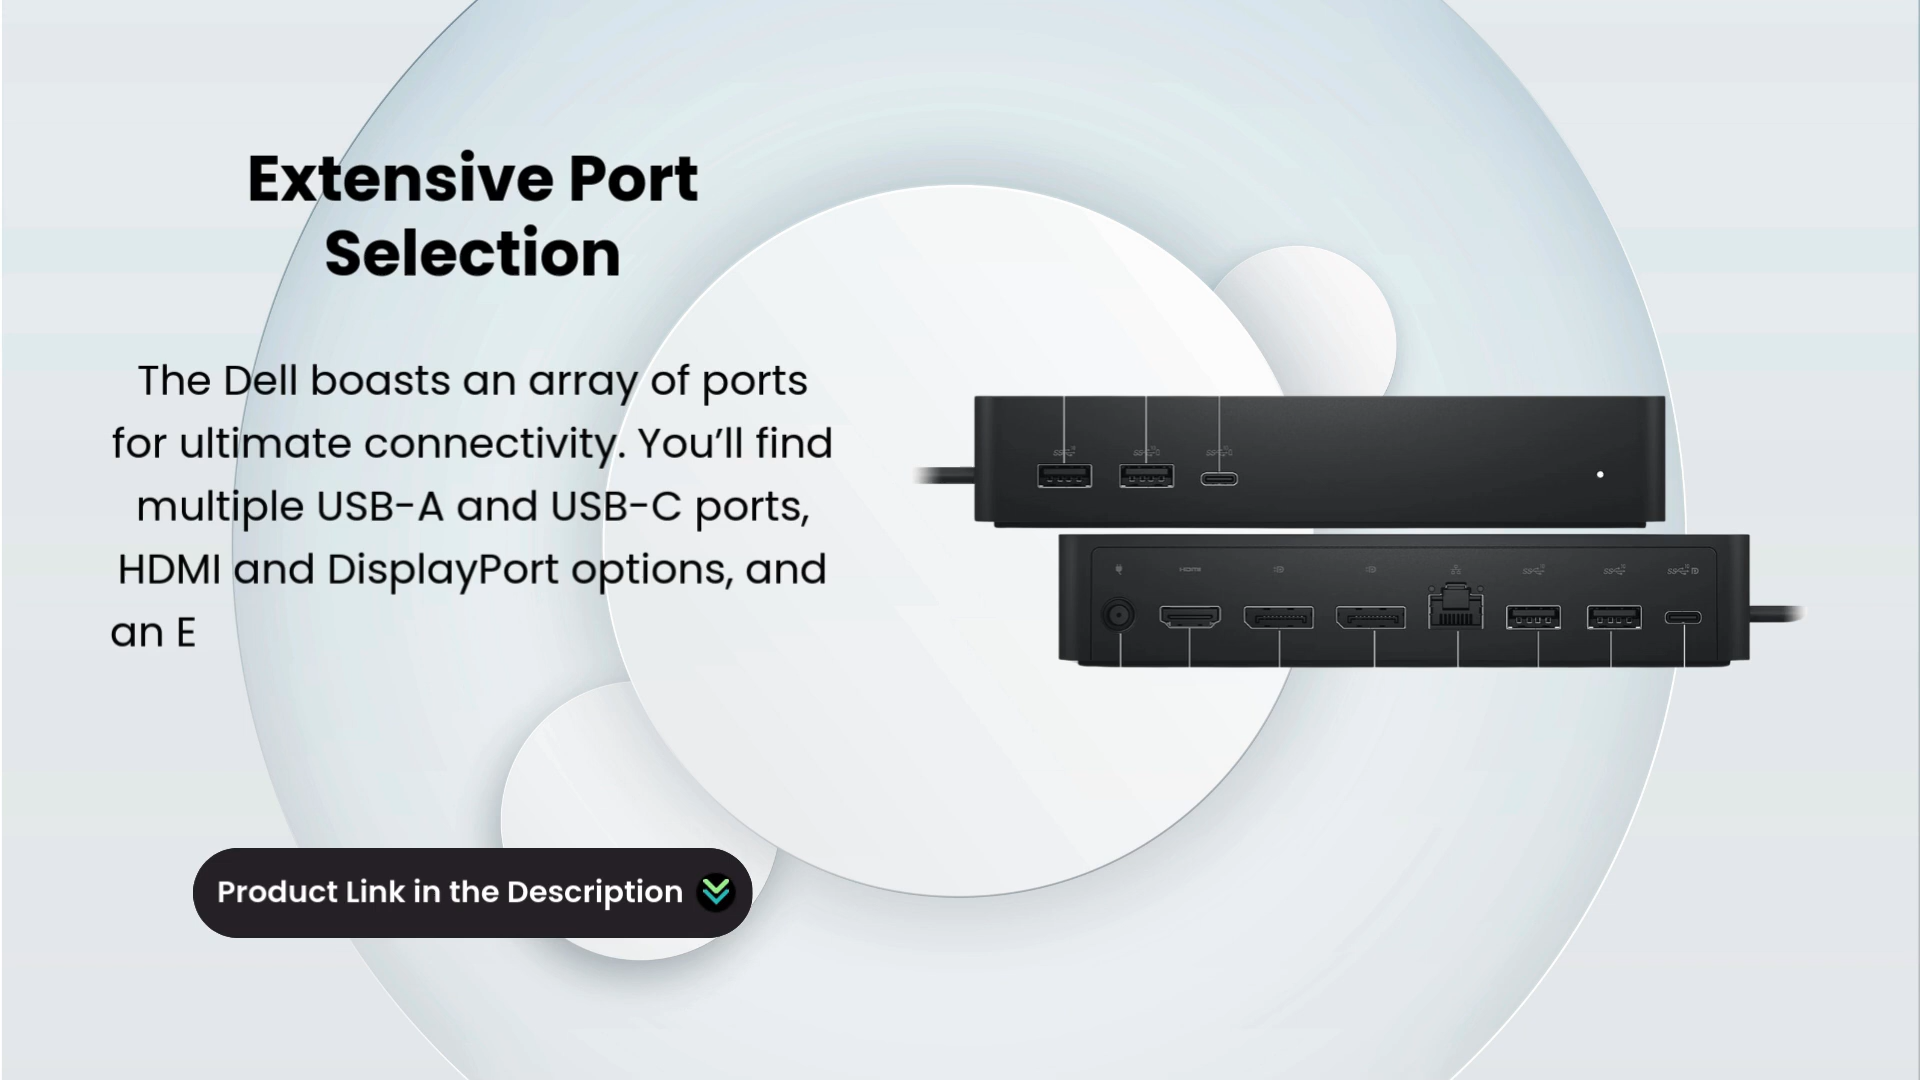 Extensive Port
Selection
The Dell boasts an array of ports
for ultimate connectivity. You’ll find
multiple USB-A and USB-C ports,
HDMI and DisplayPort options, and
an E
Product Link in the Description